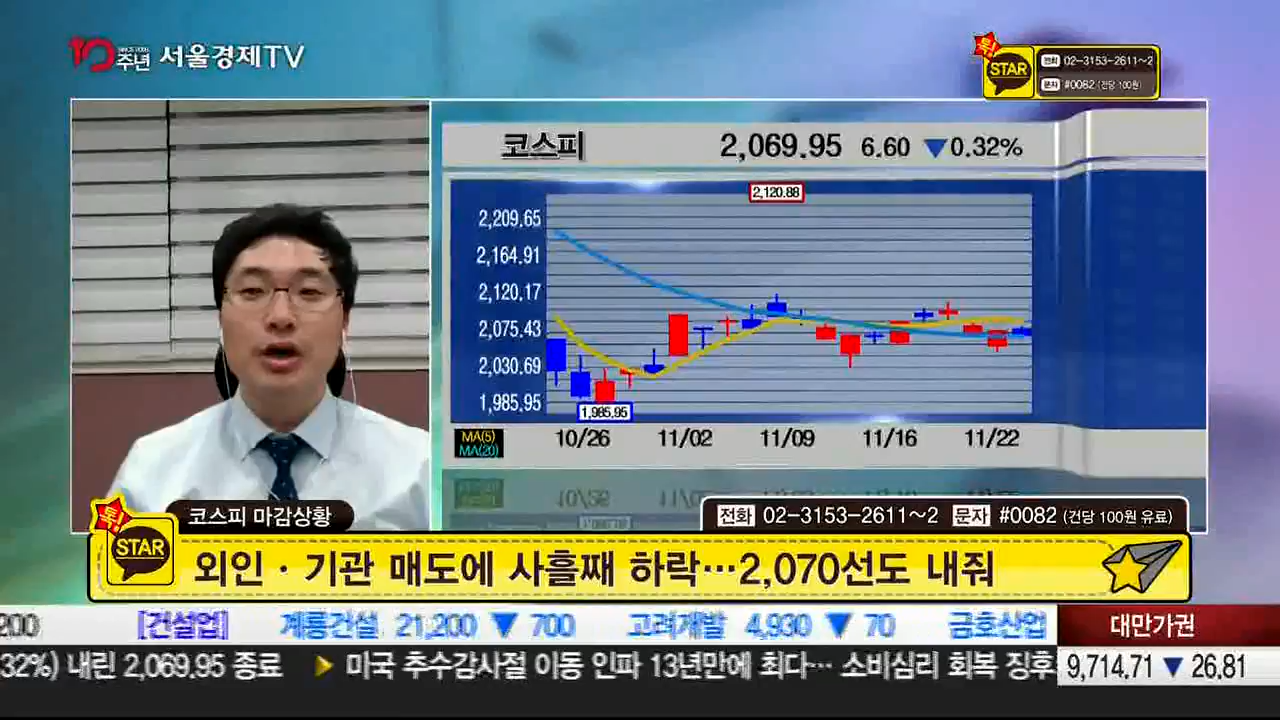 10주년 서울경제TV
톡!
STAR
전화 02-3153-2611~2
문자 #0082 (건당 100원)
코스피 2,069.95 6.60 ▼0.32%
2,120.88
2,209.65
2,164.91
2,120.17
2,075.43
2,030.69
1,985.95
1,985.95
MA(5)
MA(20)
10/26 11/02 11/09 11/16 11/22
코스피 마감상황
전화 02-3153-2611~2 문자 #0082 (건당 100원 유료)
톡!
STAR
외인·기관 매도에 사흘째 하락…2,070선도 내줘
200 [건설업] 계룡건설 21,200 ▼ 700 고려개발 4,930 ▼ 70 금호산업
대만가권
32%) 내린 2,069.95 종료 ▶ 미국 추수감사절 이동 인파 13년만에 최다… 소비심리 회복 징후
9,714.71 ▼ 26.81